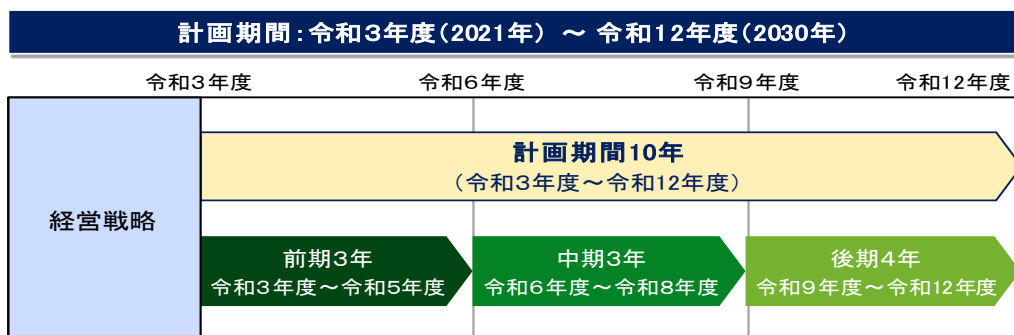 計画期間:令和3年度(2021年) ～ 令和12年度(2030年)
令和3年度
令和6年度
令和9年度
令和12年度
計画期間10年
(令和3年度～令和12年度)
経営戦略
前期3年
令和3年度～令和5年度
中期3年
令和6年度～令和8年度
後期4年
令和9年度～令和12年度